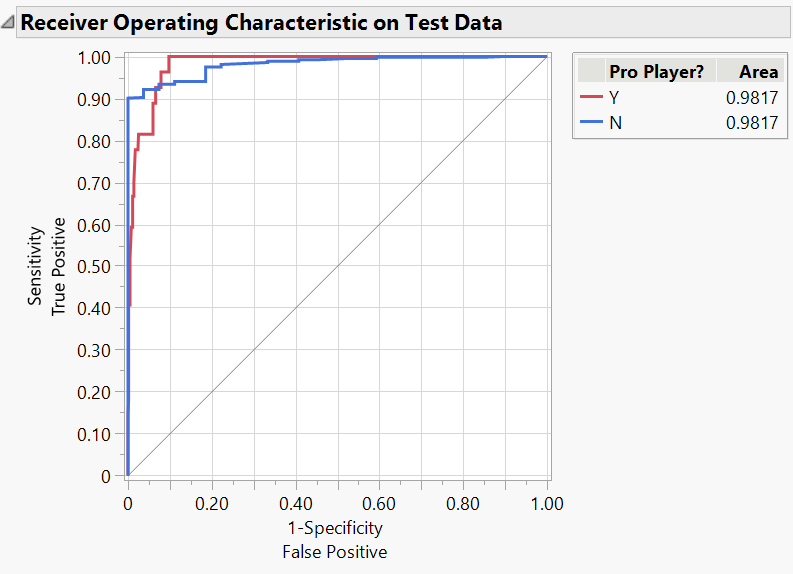 Receiver Operating Characteristic on Test Data
Pro Player? Area
Y 0.9817
N 0.9817
1.00
0.90
0.80
0.70
0.60
0.50
0.40
0.30
0.20
0.10
0
Sensitivity
True Positive
0 0.20 0.40 0.60 0.80 1.00
1-Specificity
False Positive